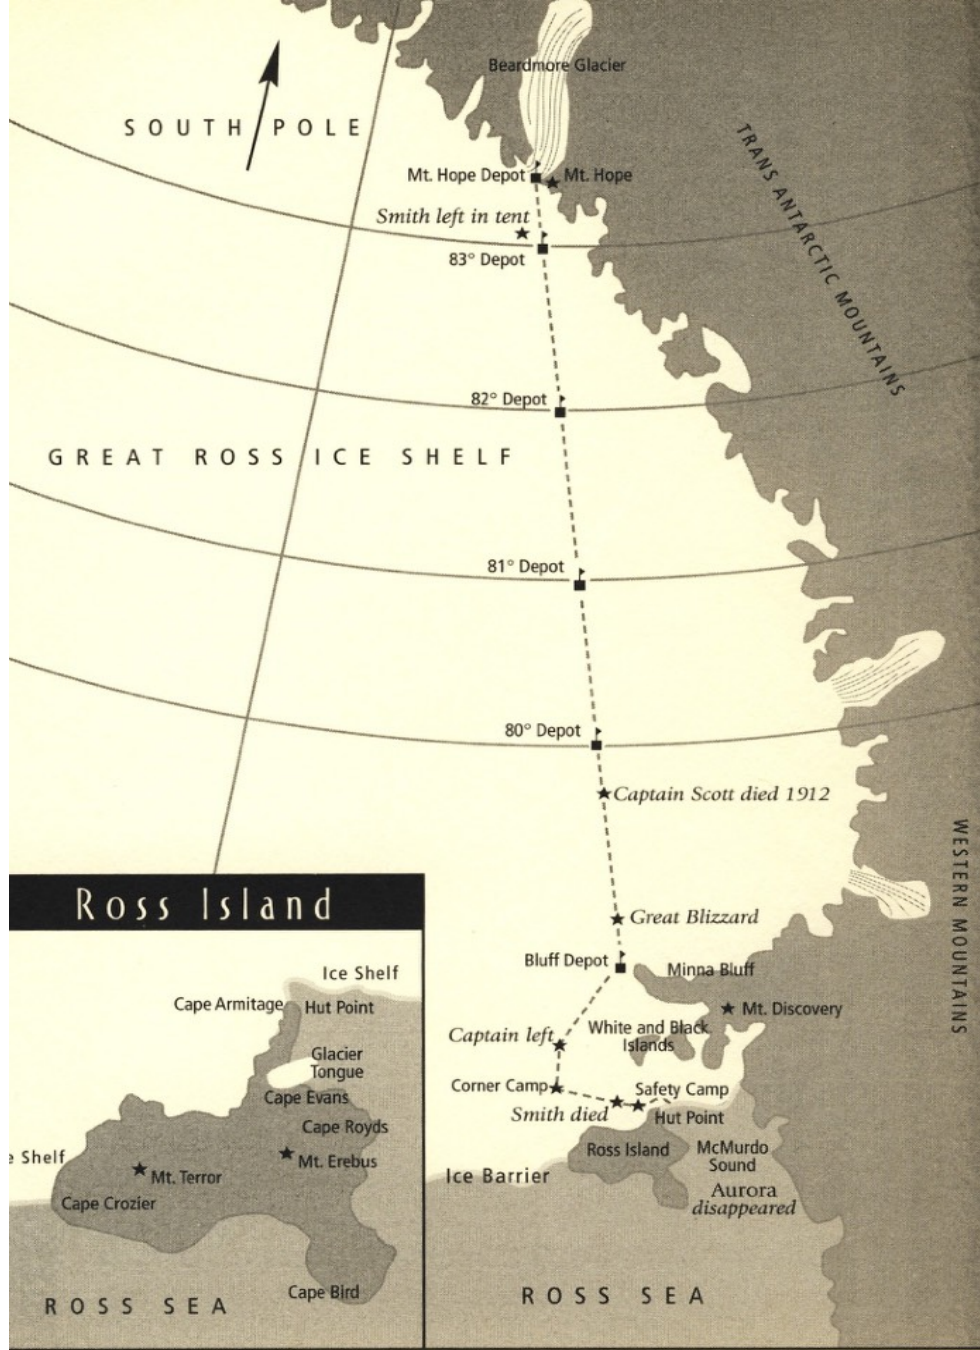 Beardmore Glacier
SOUTH POLE
TRANS ANTARCTIC MOUNTAINS
Mt. Hope Depot
Mt. Hope
Smith left in tent
83° Depot
82° Depot
GREAT ROSS ICE SHELF
81° Depot
80° Depot
Captain Scott died 1912
WESTERN MOUNTAINS
Great Blizzard
Bluff Depot
Minna Bluff
Mt. Discovery
White and Black
Islands
Captain left
Corner Camp
Safety Camp
Smith died
Hut Point
Ross Island
McMurdo
Sound
Ice Barrier
Aurora
disappeared
ROSS SEA
Ross Island
Ice Shelf
Cape Armitage
Hut Point
Glacier
Tongue
Cape Evans
Cape Royds
e Shelf
Mt. Erebus
Mt. Terror
Cape Crozier
Cape Bird
ROSS SEA